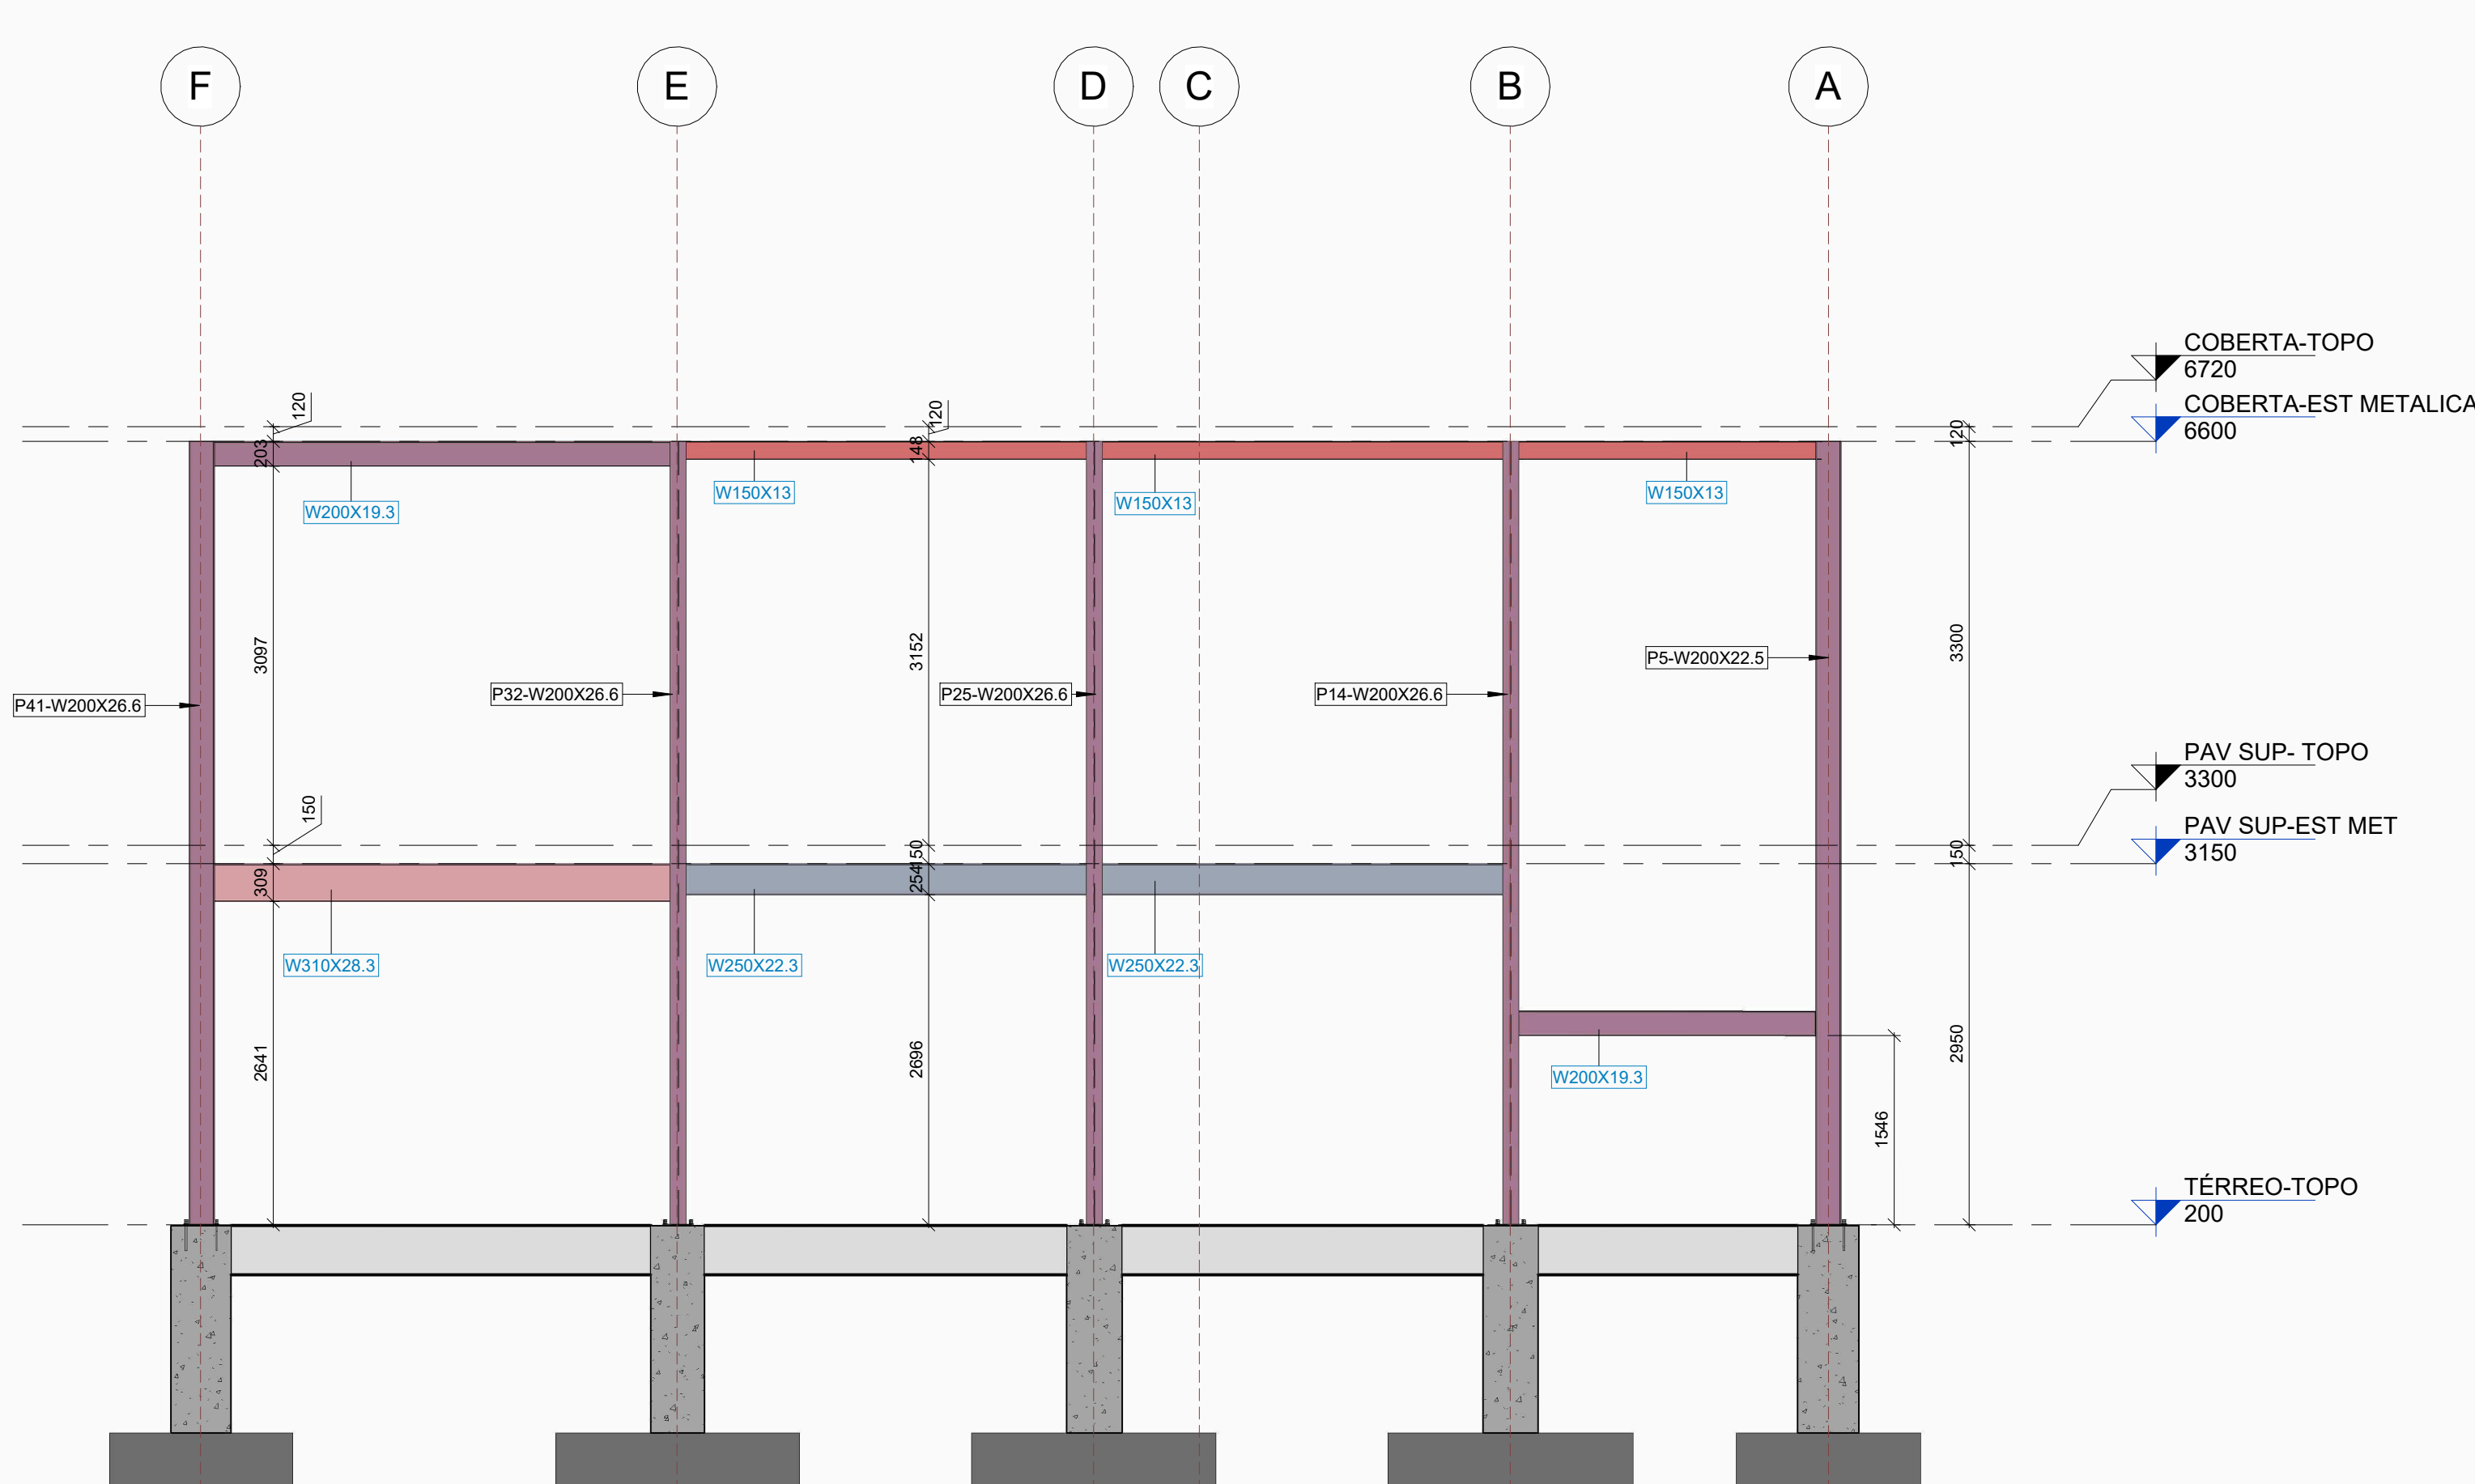 F
E
D
C
B
A
COBERTA-TOPO
6720
COBERTA-EST METALICA
6600
120
120
120
203
148
W200X19.3
W150X13
W150X13
W150X13
3097
3152
3300
P41-W200X26.6
P32-W200X26.6
P25-W200X26.6
P14-W200X26.6
P5-W200X22.5
PAV SUP- TOPO
3300
PAV SUP-EST MET
3150
150
150
150
309
254
W310X28.3
W250X22.3
W250X22.3
W200X19.3
2641
2696
2950
1546
TÉRREO-TOPO
200